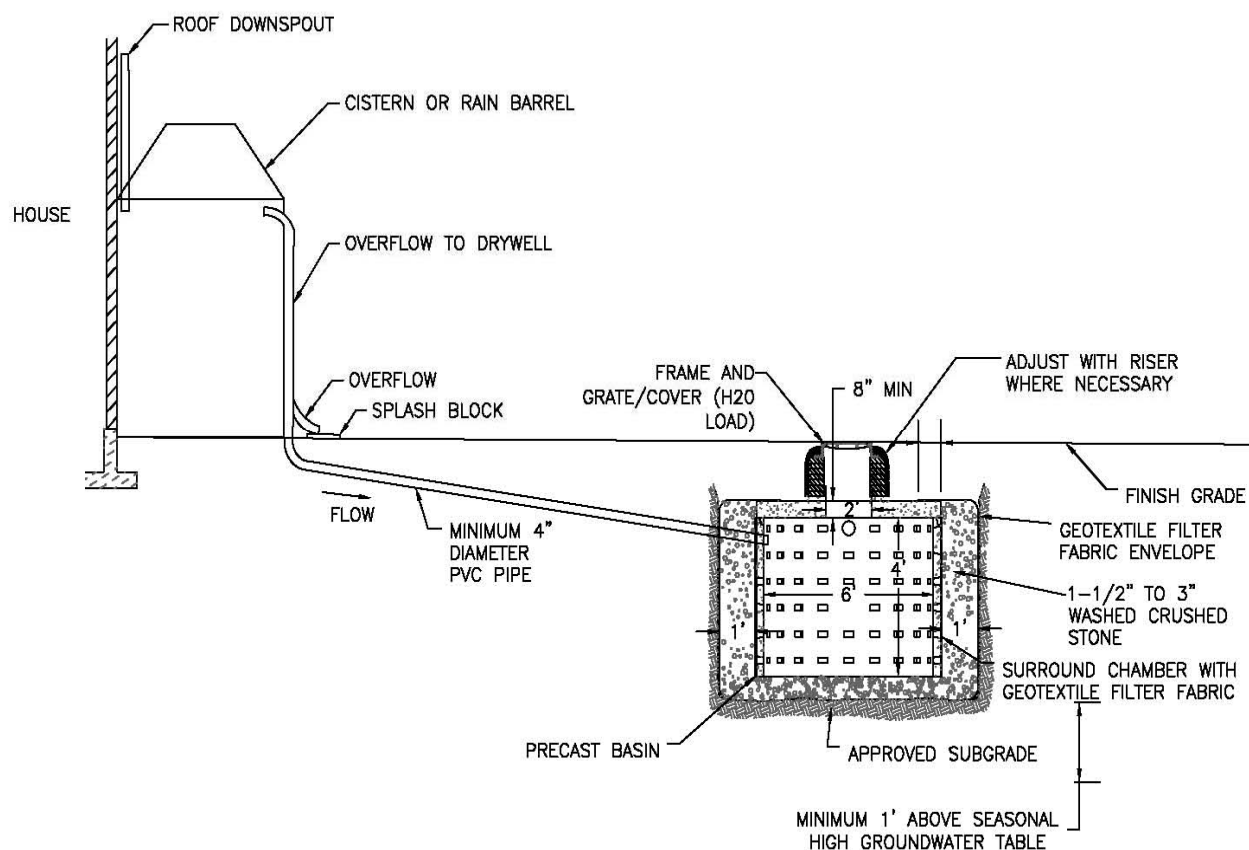 ROOF DOWNSPOUT
CISTERN OR RAIN BARREL
HOUSE
OVERFLOW TO DRYWELL
OVERFLOW
SPLASH BLOCK
FRAME AND
GRATE/COVER (H20
LOAD)
8" MIN
ADJUST WITH RISER
WHERE NECESSARY
FLOW
MINIMUM 4"
DIAMETER
PVC PIPE
FINISH GRADE
2'
GEOTEXTILE FILTER
FABRIC ENVELOPE
4'
6'
1-1/2" TO 3"
WASHED CRUSHED
STONE
1'
1'
SURROUND CHAMBER WITH
GEOTEXTILE FILTER FABRIC
PRECAST BASIN
APPROVED SUBGRADE
MINIMUM 1' ABOVE SEASONAL
HIGH GROUNDWATER TABLE